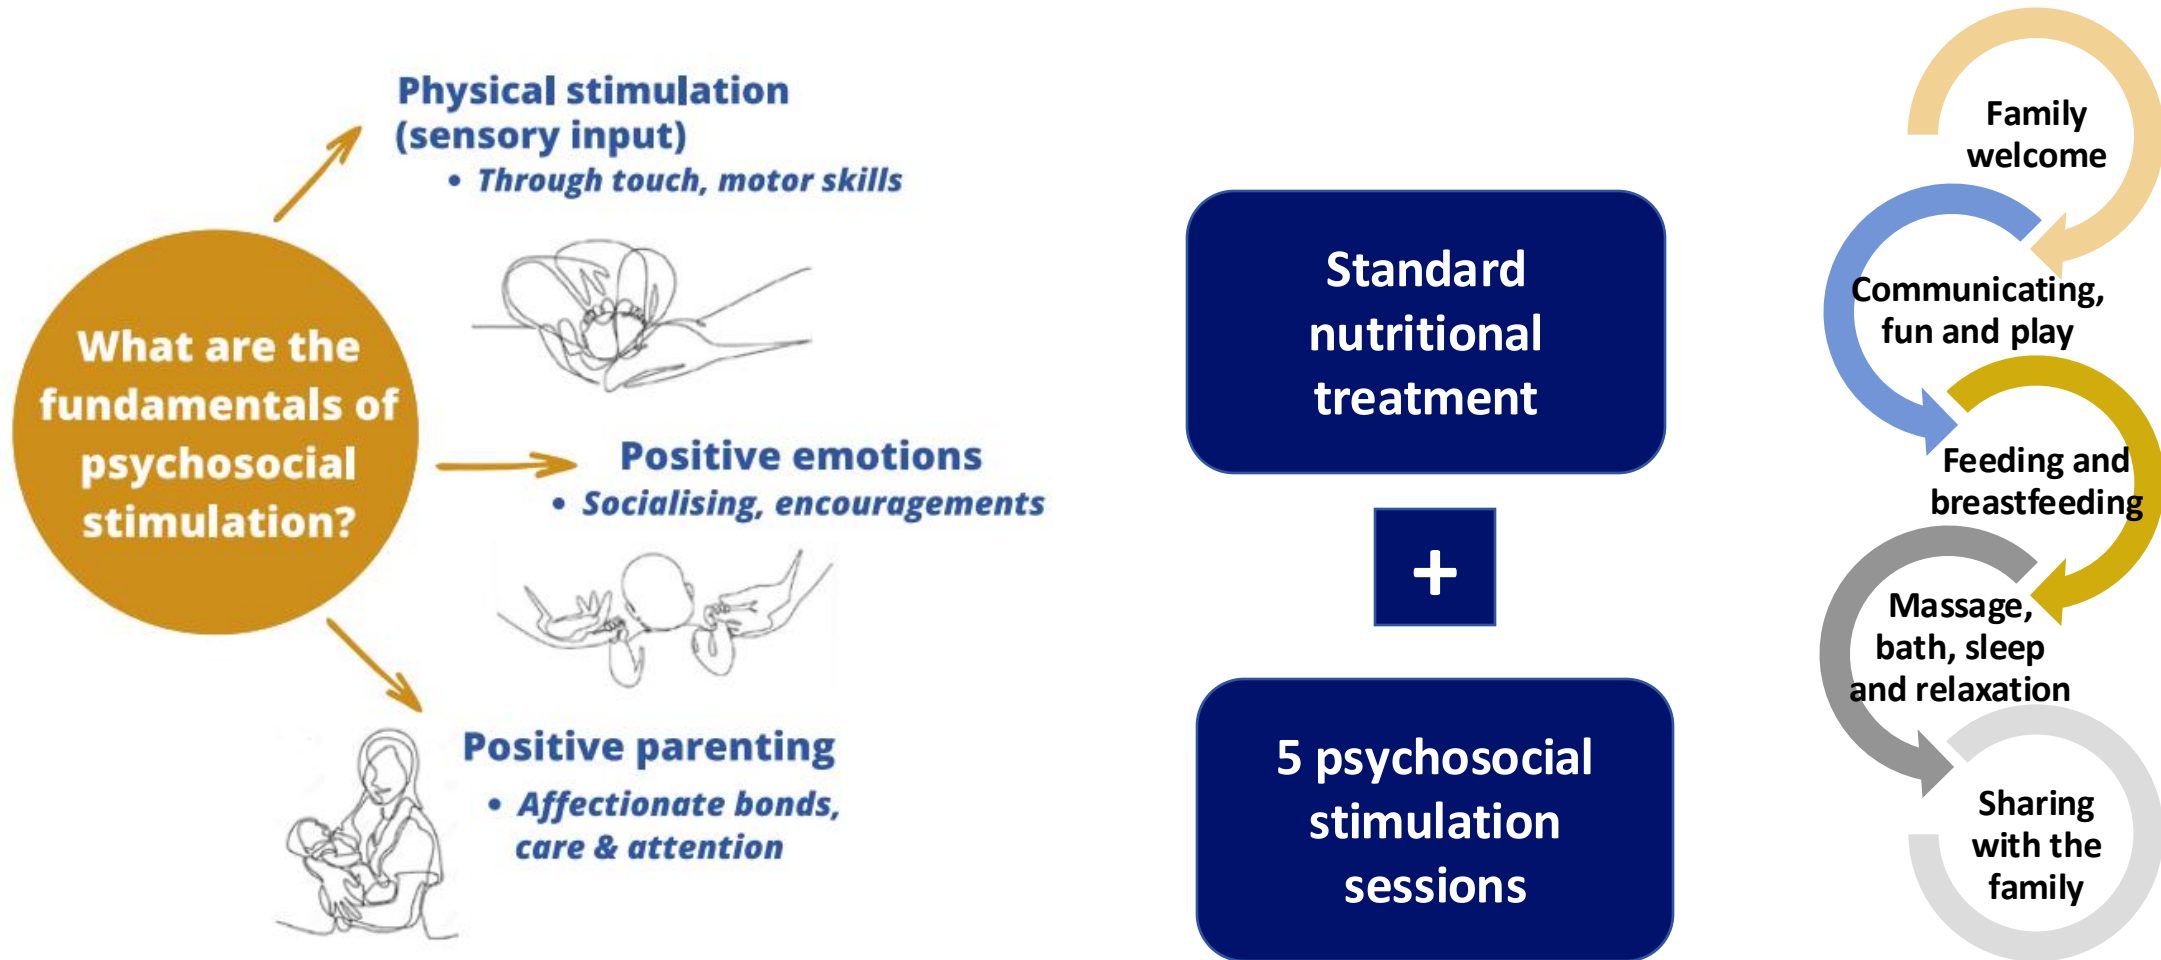 What are the
fundamentals of
psychosocial
stimulation?
Physical stimulation
(sensory input)
• Through touch, motor skills
Positive emotions
• Socialising, encouragements
Positive parenting
• Affectionate bonds,
care & attention
Standard
nutritional
treatment
+
5 psychosocial
stimulation
sessions
Family
welcome
Communicating,
fun and play
Feeding and
breastfeeding
Massage,
bath, sleep
and relaxation
Sharing
with the
family